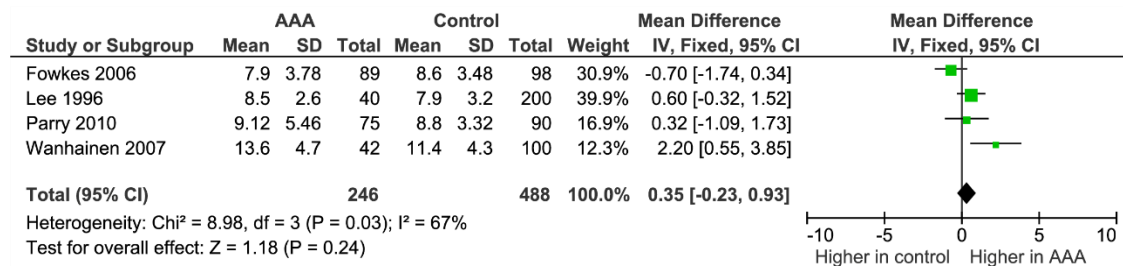 AAA Control Mean Difference Mean Difference
Study or Subgroup Mean SD Total Mean SD Total Weight IV, Fixed, 95% CI IV, Fixed, 95% CI
Fowkes 2006 7.9 3.78 89 8.6 3.48 98 30.9% -0.70 [-1.74, 0.34]
Lee 1996 8.5 2.6 40 7.9 3.2 200 39.9% 0.60 [-0.32, 1.52]
Parry 2010 9.12 5.46 75 8.8 3.32 90 16.9% 0.32 [-1.09, 1.73]
Wanhainen 2007 13.6 4.7 42 11.4 4.3 100 12.3% 2.20 [0.55, 3.85]
Total (95% CI) 246 488 100.0% 0.35 [-0.23, 0.93]
Heterogeneity: Chi² = 8.98, df = 3 (P = 0.03); I² = 67%
Test for overall effect: Z = 1.18 (P = 0.24)
-10 -5 0 5 10
Higher in control Higher in AAA